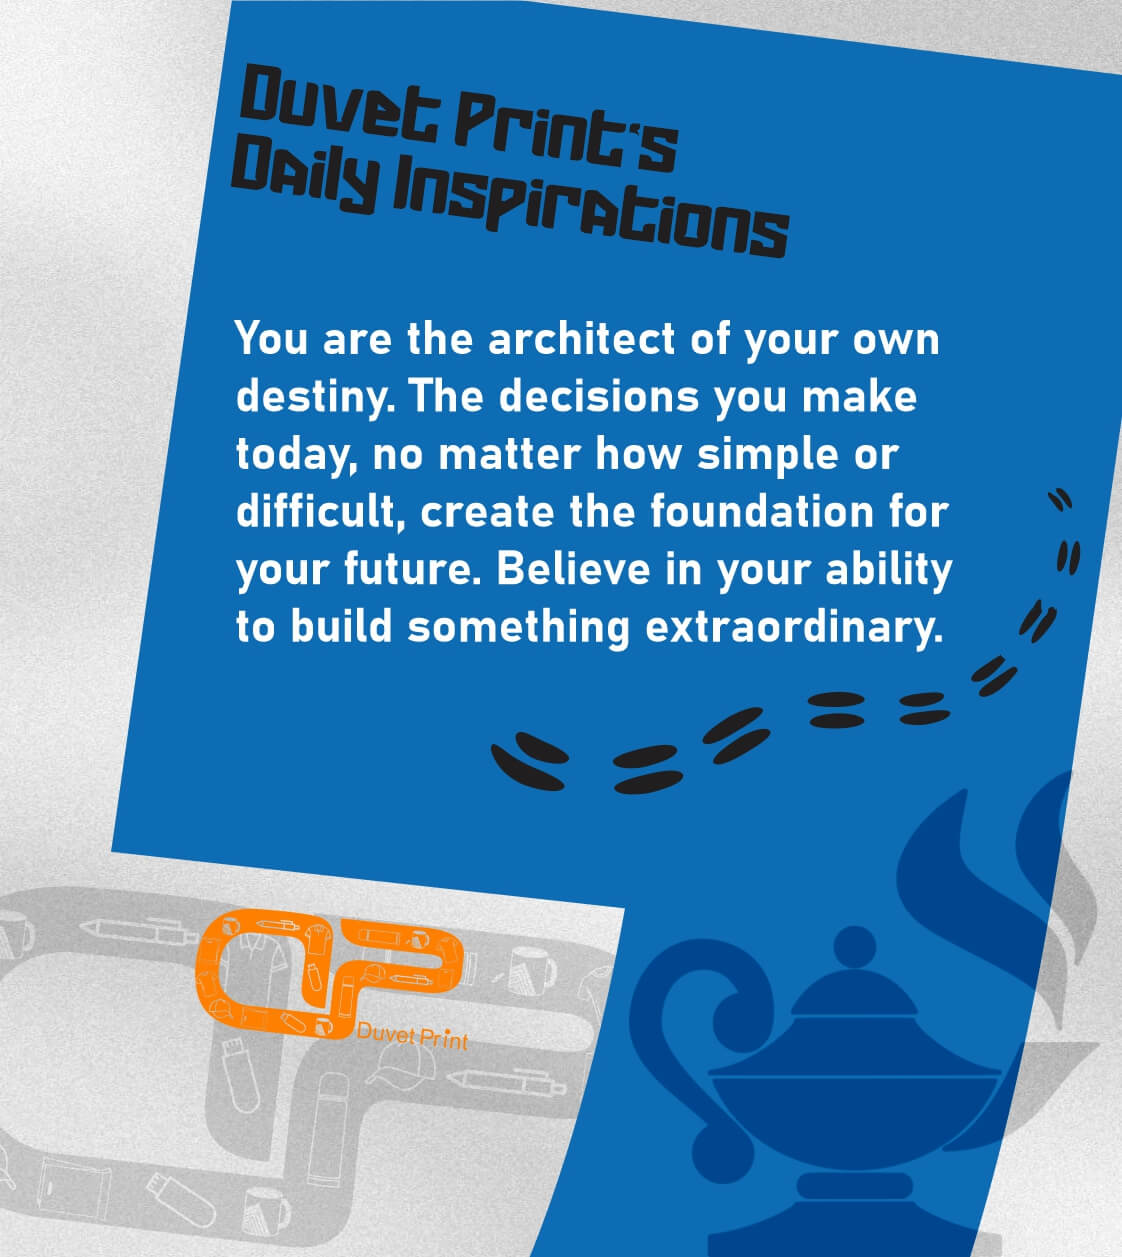 Duvet Print's
Daily Inspirations
You are the architect of your own
destiny. The decisions you make
today, no matter how simple or
difficult, create the foundation for
your future. Believe in your ability
to build something extraordinary.
Duvet Print